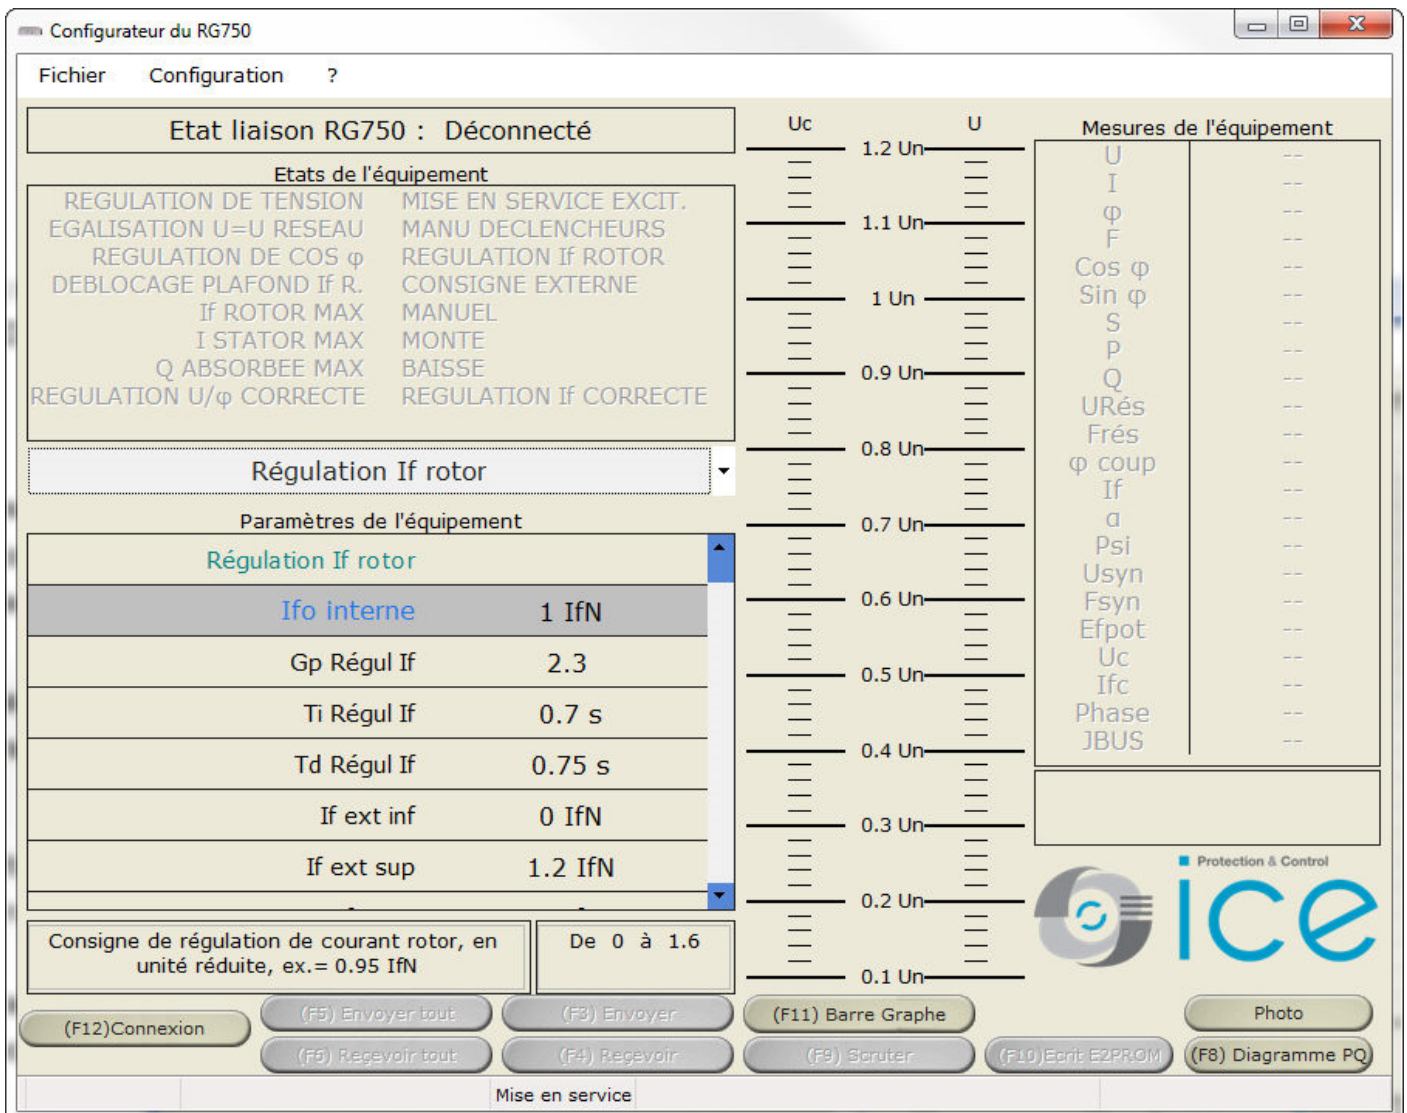 Configurateur du RG750
Fichier Configuration ?
Etat liaison RG750 : Déconnecté
Etats de l'équipement
REGULATION DE TENSION MISE EN SERVICE EXCIT.
EGALISATION U=U RESEAU MANU DECLENCHEURS
REGULATION DE COS φ REGULATION If ROTOR
DEBLOCAGE PLAFOND If R. CONSIGNE EXTERNE
If ROTOR MAX MANUEL
I STATOR MAX MONTE
Q ABSORBEE MAX BAISSE
REGULATION U/φ CORRECTE REGULATION If CORRECTE
Régulation If rotor
Paramètres de l'équipement
Régulation If rotor
Ifo interne 1 IfN
Gp Régul If 2.3
Ti Régul If 0.7 s
Td Régul If 0.75 s
If ext inf 0 IfN
If ext sup 1.2 IfN
Consigne de régulation de courant rotor, en
unité réduite, ex.= 0.95 IfN
De 0 à 1.6
Uc U
1.2 Un
1.1 Un
1 Un
0.9 Un
0.8 Un
0.7 Un
0.6 Un
0.5 Un
0.4 Un
0.3 Un
0.2 Un
0.1 Un
Mesures de l'équipement
U --
I --
φ --
F --
Cos φ --
Sin φ --
S --
P --
Q --
URés --
Frés --
φ coup --
If --
α --
Psi --
Usyn --
Fsyn --
Efpot --
Uc --
Ifc --
Phase --
JBUS --
Protection & Control
ice
(F12)Connexion
(F5) Envoyer tout
(F3) Envoyer
(F11) Barre Graphe
Photo
(F6) Reçevoir tout
(F4) Reçevoir
(F9) Scruter
(F10)Ecrit E2PROM
(F8) Diagramme PQ
Mise en service